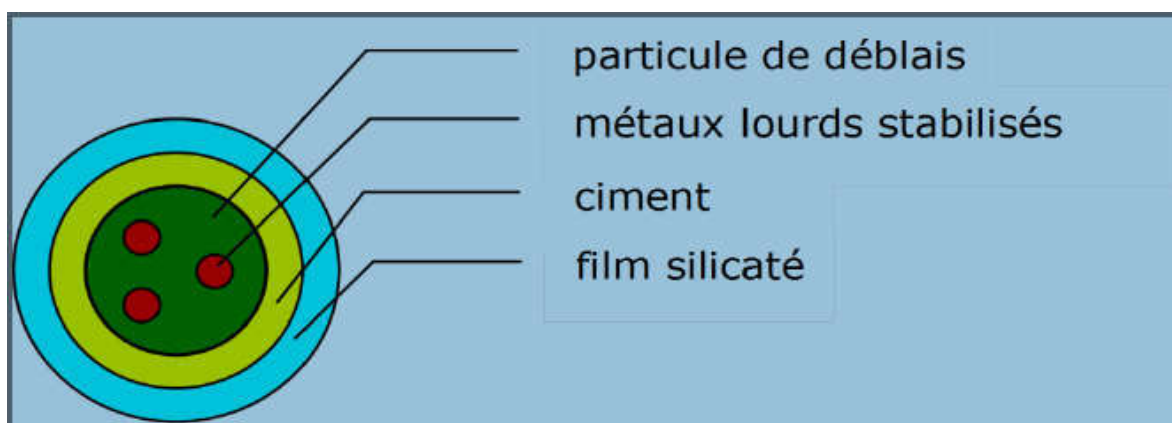 particule de déblais
métaux lourds stabilisés
ciment
film silicaté